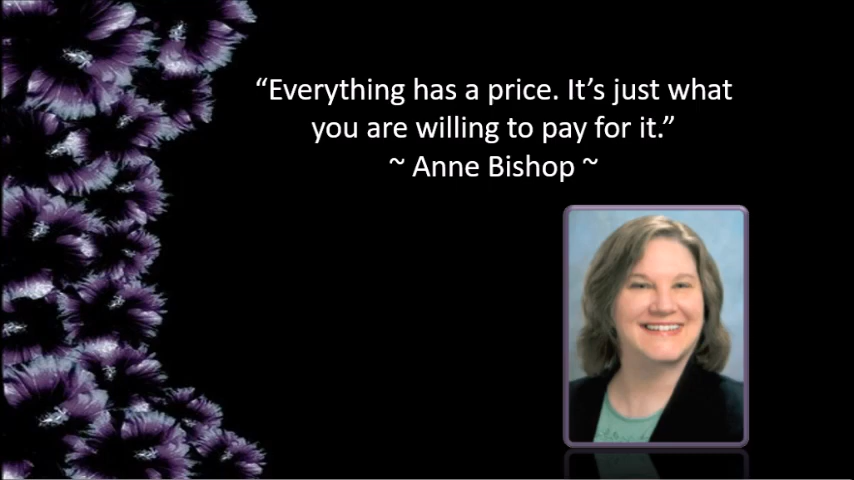 “Everything has a price. It’s just what
you are willing to pay for it.”
~ Anne Bishop ~